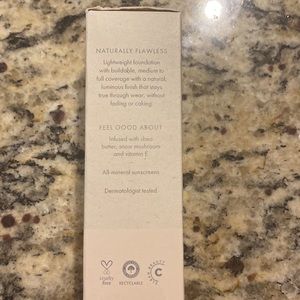 NATURALLY FLAWLESS
Lightweight foundation
with buildable, medium to
full coverage with a natural,
luminous finish that stays
true through wear, without
fading or caking.
FEEL GOOD ABOUT
Infused with shea
butter, snow mushroom
and vitamin E
All-mineral sunscreens
Dermatologist tested
cruelty
free
RECYCLABLE
C